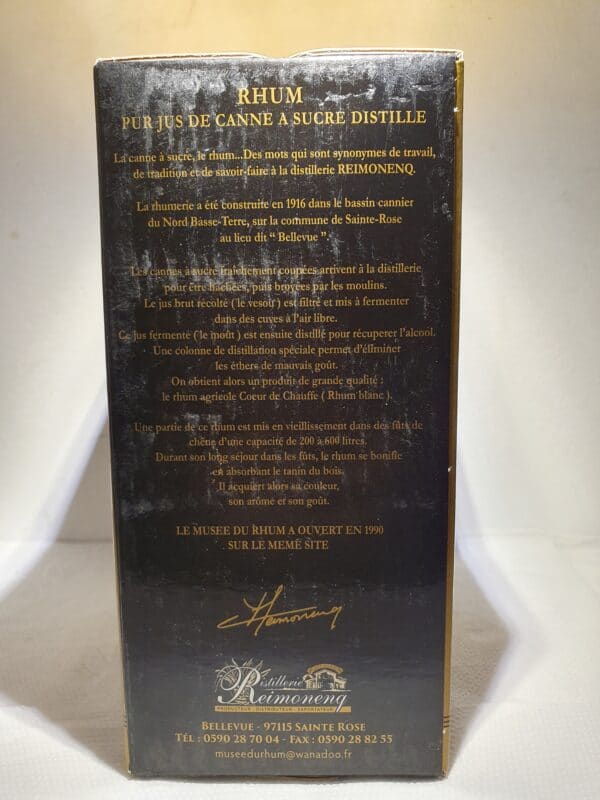 RHUM
PUR JUS DE CANNE A SUCRE DISTILLE
La canne à sucre, le rhum...Des mots qui sont synonymes de travail,
de tradition et de savoir-faire à la distillerie REIMONENQ.
La rhumerie a été construite en 1916 dans le bassin cannier
du Nord Basse-Terre, sur la commune de Sainte-Rose
au lieu dit “ Bellevue ”.
Les cannes à sucre fraîchement coupées arrivent à la distillerie
pour être hachées, puis broyées par les moulins.
Le jus brut récolté ( le vesou ) est filtré et mis à fermenter
dans des cuves à l'air libre.
Ce jus fermenté ( le moût ) est ensuite distillé pour récuperer l'alcool.
Une colonne de distillation spéciale permet d'éliminer
les éthers de mauvais goût.
On obtient alors un produit de grande qualité :
le rhum agricole Coeur de Chauffe ( Rhum blanc ).
Une partie de ce rhum est mis en vieillissement dans des fûts de
chêne d'une capacité de 200 à 600 litres.
Durant son long séjour dans les fûts, le rhum se bonifie
en absorbant le tanin du bois.
Il acquiert alors sa couleur,
son arôme et son goût.
LE MUSEE DU RHUM A OUVERT EN 1990
SUR LE MEME SITE
Reimonenq
Distillerie
Reimonenq
PRODUCTEUR - DISTRIBUTEUR - EXPORTATEUR
BELLEVUE - 97115 SAINTE ROSE
TÉL : 0590 28 70 04 - FAX : 0590 28 82 55
museedurhum@wanadoo.fr